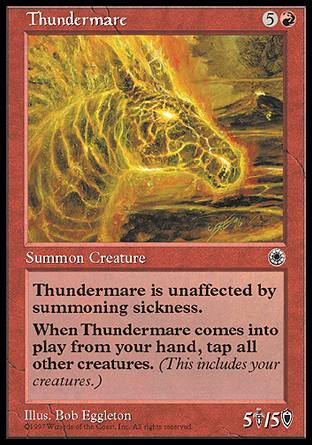 Thundermare 5
Summon Creature
Thundermare is unaffected by
summoning sickness.
When Thundermare comes into
play from your hand, tap all
other creatures. (This includes your
creatures.)
Illus. Bob Eggleton
©1997 Wizards of the Coast, Inc. All rights reserved.
5/5